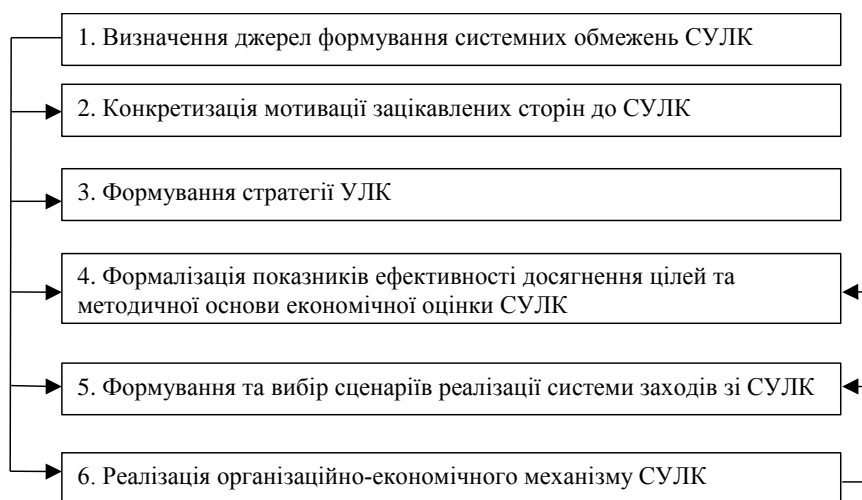 1. Визначення джерел формування системних обмежень СУЛК
2. Конкретизація мотивації зацікавлених сторін до СУЛК
3. Формування стратегії УЛК
4. Формалізація показників ефективності досягнення цілей та
методичної основи економічної оцінки СУЛК
5. Формування та вибір сценаріїв реалізації системи заходів зі СУЛК
6. Реалізація організаційно-економічного механізму СУЛК